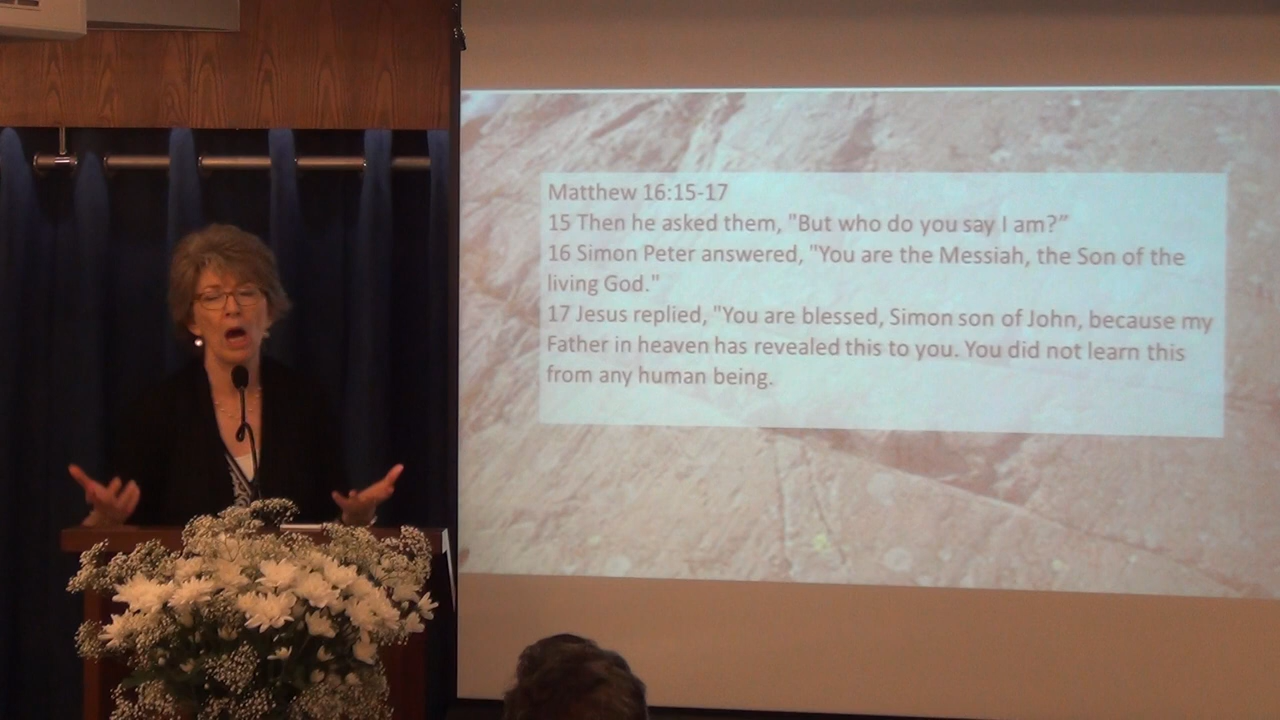 Matthew 16:15-17
15 Then he asked them, "But who do you say I am?”
16 Simon Peter answered, "You are the Messiah, the Son of the
living God."
17 Jesus replied, "You are blessed, Simon son of John, because my
Father in heaven has revealed this to you. You did not learn this
from any human being.